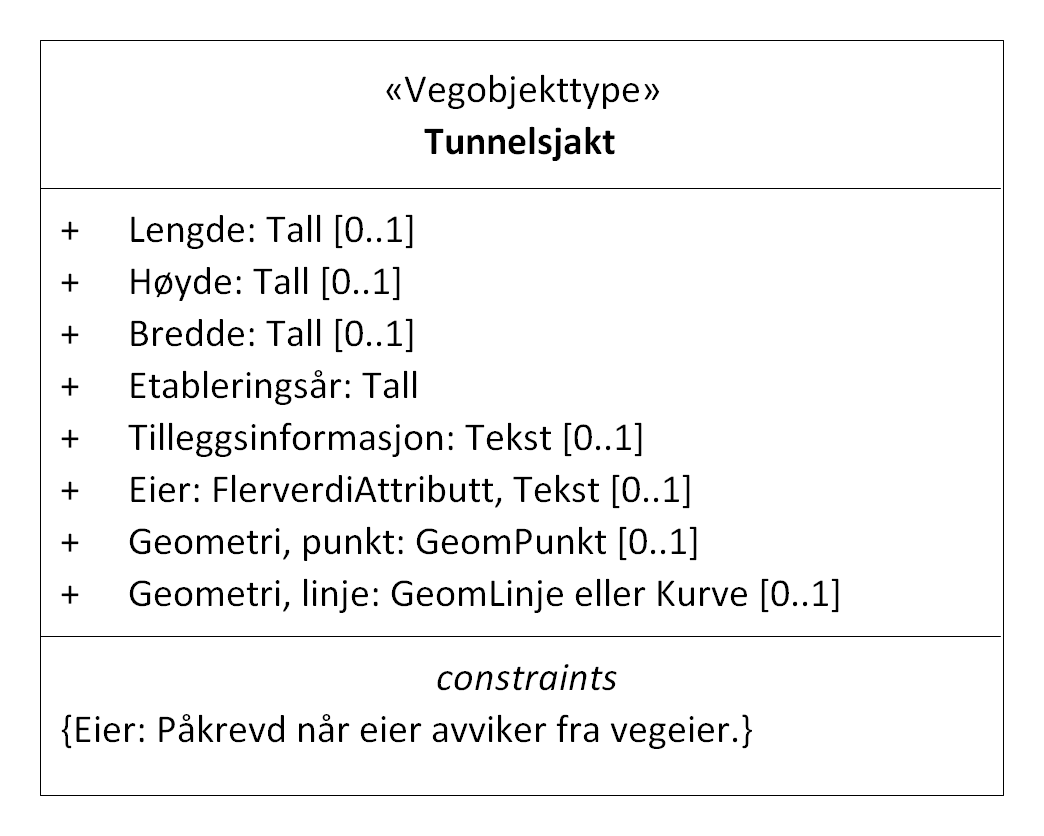 «Vegobjekttype»
Tunnelsjakt
+ Lengde: Tall [0..1]
+ Høyde: Tall [0..1]
+ Bredde: Tall [0..1]
+ Etableringsår: Tall
+ Tilleggsinformasjon: Tekst [0..1]
+ Eier: FlerverdiAttributt, Tekst [0..1]
+ Geometri, punkt: GeomPunkt [0..1]
+ Geometri, linje: GeomLinje eller Kurve [0..1]
constraints
{Eier: Påkrevd når eier avviker fra vegeier.}